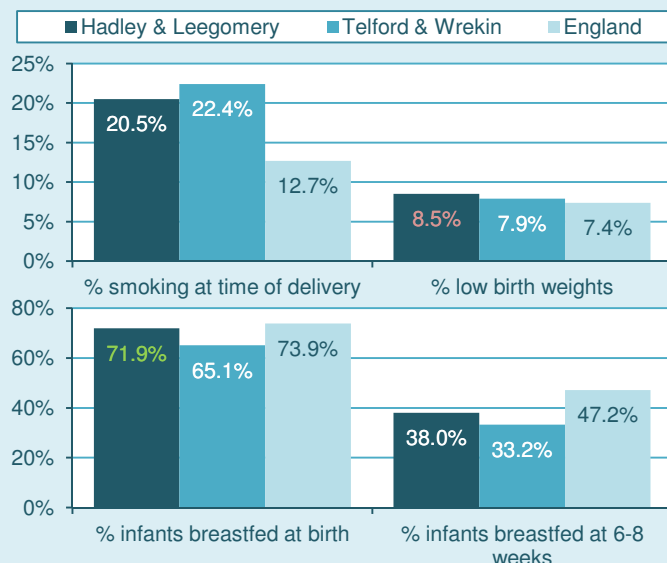 Hadley & Leegomery Telford & Wrekin England
25%
20%
15%
10%
5%
0%
20.5% 22.4% 12.7%
8.5% 7.9% 7.4%
% smoking at time of delivery % low birth weights
80%
60%
40%
20%
0%
71.9% 65.1% 73.9%
38.0% 33.2% 47.2%
% infants breastfed at birth % infants breastfed at 6-8
weeks